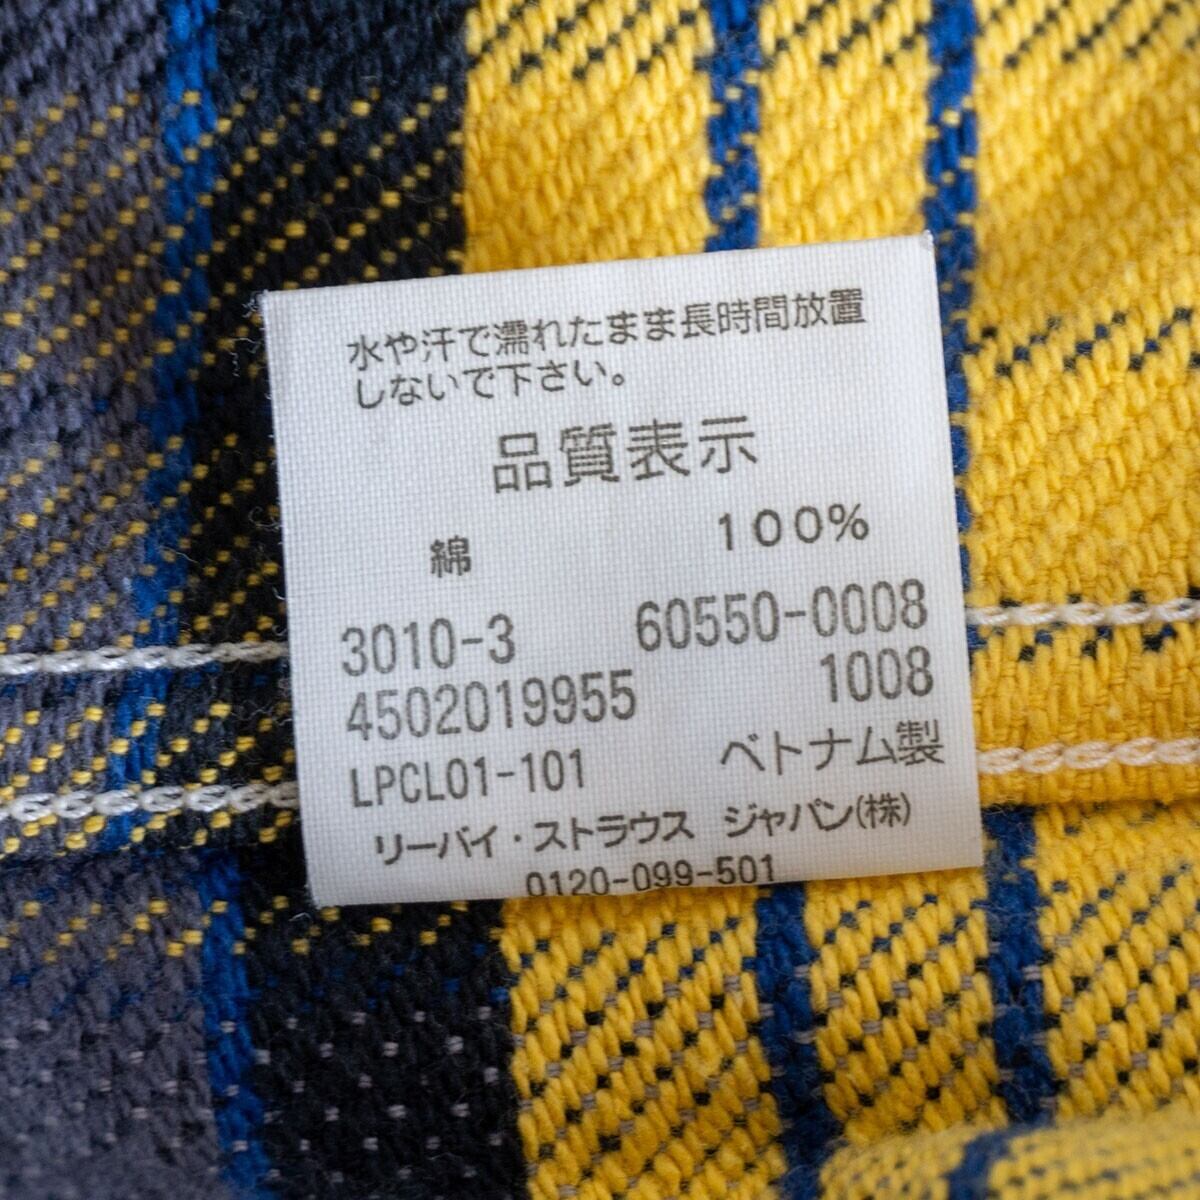 水や汗で濡れたまま長時間放置
しないで下さい。
品質表示
綿 100%
3010-3 60550-0008
4502019955 1008
LPCL01-101 ベトナム製
リーバイ・ストラウス ジャパン(株)
0120-099-501